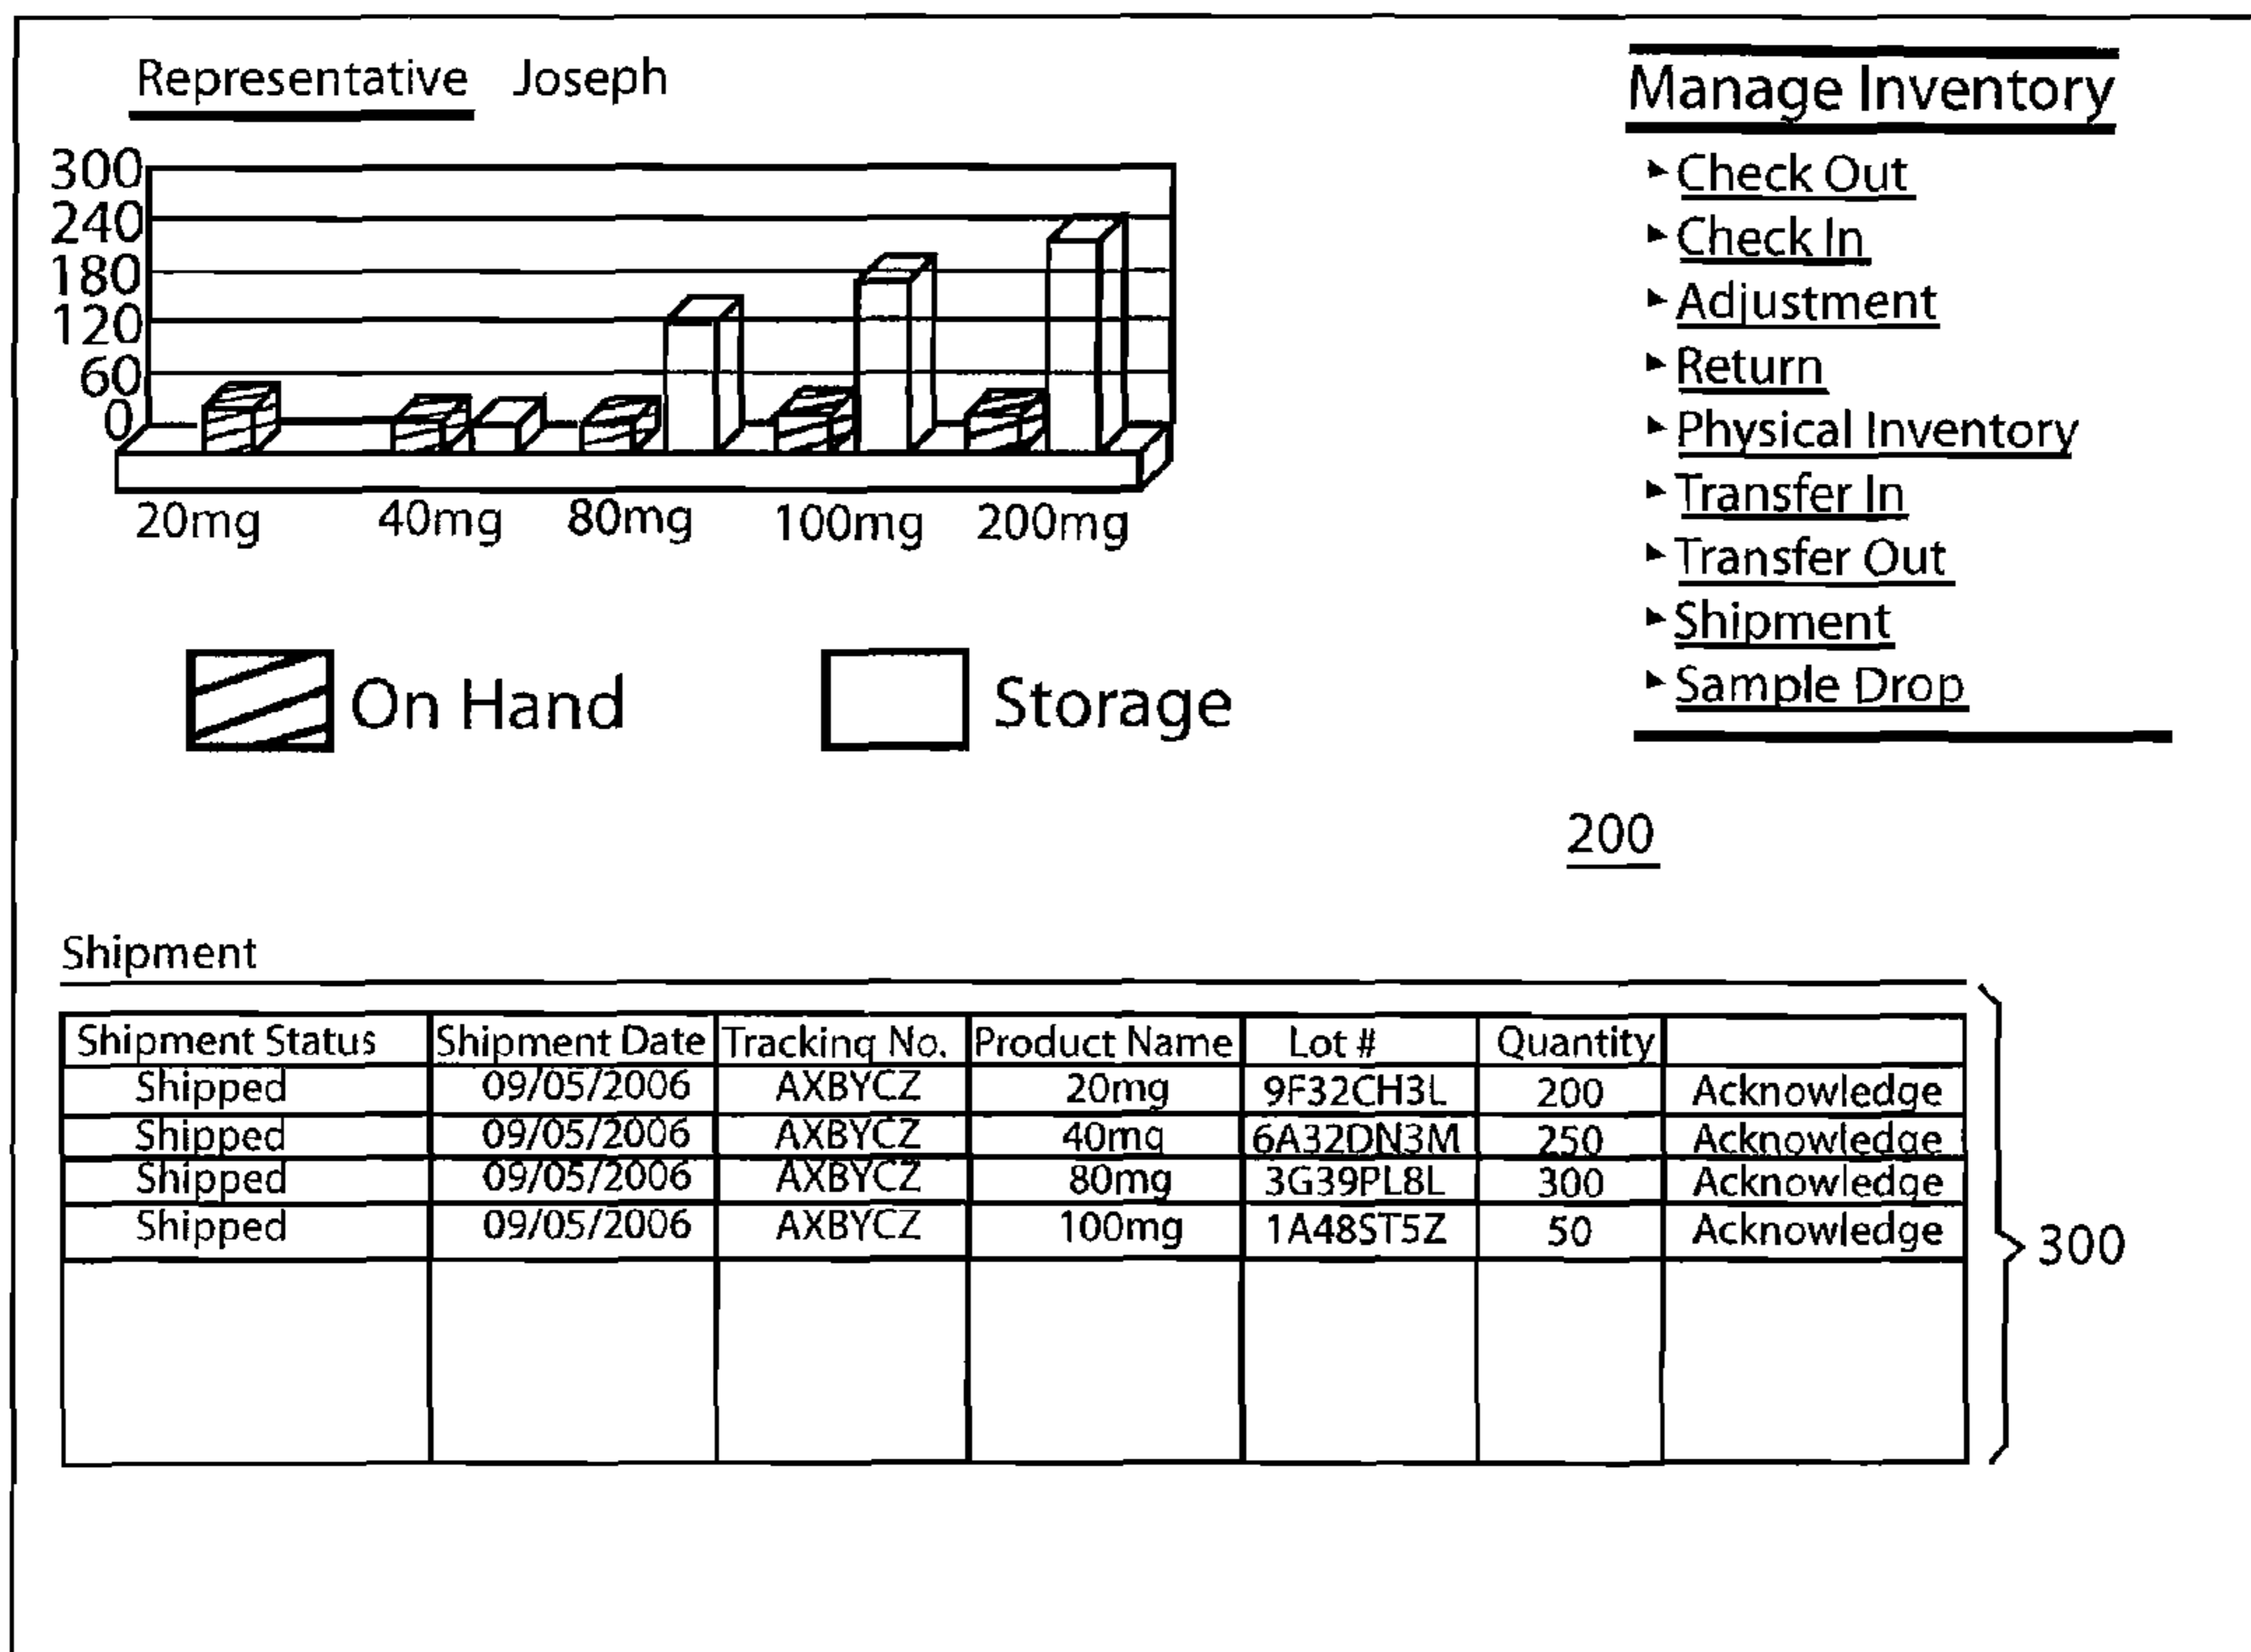 Representative Joseph
300
240
180
120
60
0
20mg 40mg 80mg 100mg 200mg
On Hand Storage
Manage Inventory
Check Out
Check In
Adjustment
Return
Physical Inventory
Transfer In
Transfer Out
Shipment
Sample Drop
200
Shipment
Shipment Status Shipment Date Tracking No. Product Name Lot # Quantity
Shipped 09/05/2006 AXBYCZ 20mg 9F32CH3L 200 Acknowledge
Shipped 09/05/2006 AXBYCZ 40mg 6A32DN3M 250 Acknowledge
Shipped 09/05/2006 AXBYCZ 80mg 3G39PL8L 300 Acknowledge
Shipped 09/05/2006 AXBYCZ 100mg 1A48ST5Z 50 Acknowledge
300